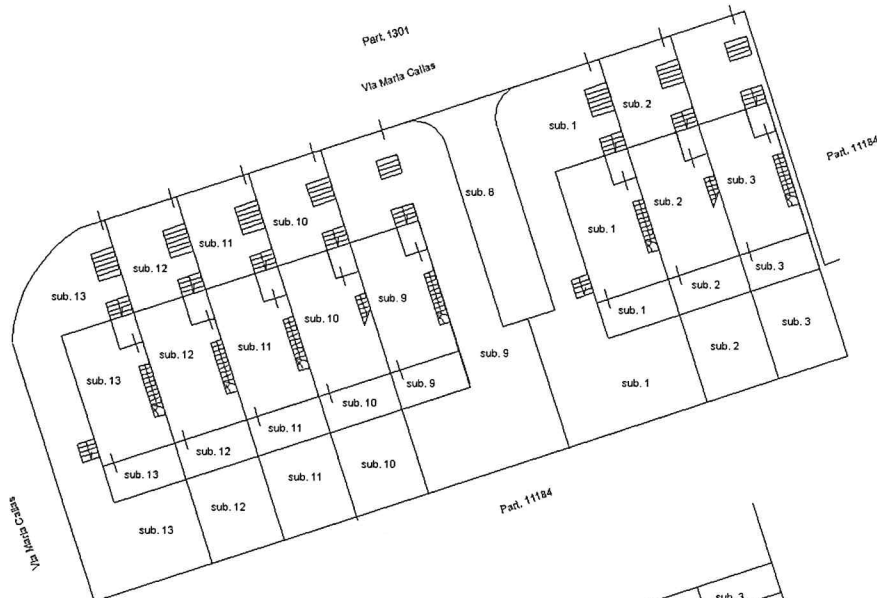 Part. 1301
Via Maria Callas
Part. 11184
sub. 1
sub. 2
sub. 8
sub. 10
sub. 11
sub. 12
sub. 13
sub. 1
sub. 2
sub. 3
sub. 9
sub. 10
sub. 11
sub. 12
sub. 13
sub. 1
sub. 2
sub. 3
sub. 9
sub. 10
sub. 11
sub. 12
sub. 13
sub. 9
sub. 1
sub. 2
sub. 3
sub. 10
sub. 11
sub. 12
sub. 13
Part. 11184
Via Maria Callas
sub. 3